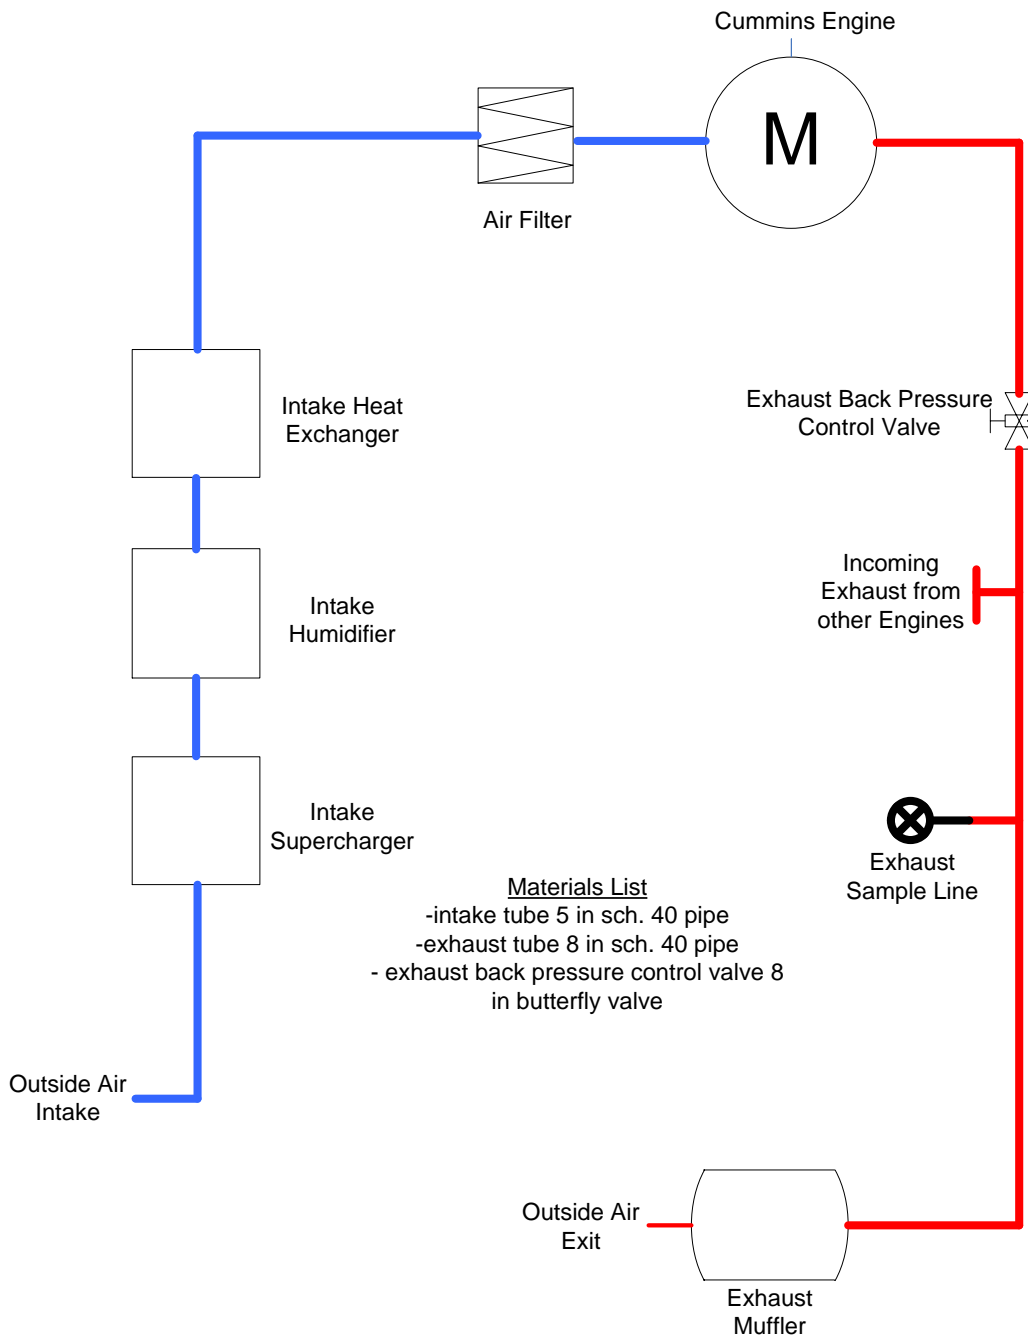 Cummins Engine
M
Air Filter
Intake Heat
Exchanger
Exhaust Back Pressure
Control Valve
Incoming
Exhaust from
other Engines
Intake
Humidifier
Intake
Supercharger
Exhaust
Sample Line
Materials List
-intake tube 5 in sch. 40 pipe
-exhaust tube 8 in sch. 40 pipe
- exhaust back pressure control valve 8
in butterfly valve
Outside Air
Intake
Outside Air
Exit
Exhaust
Muffler